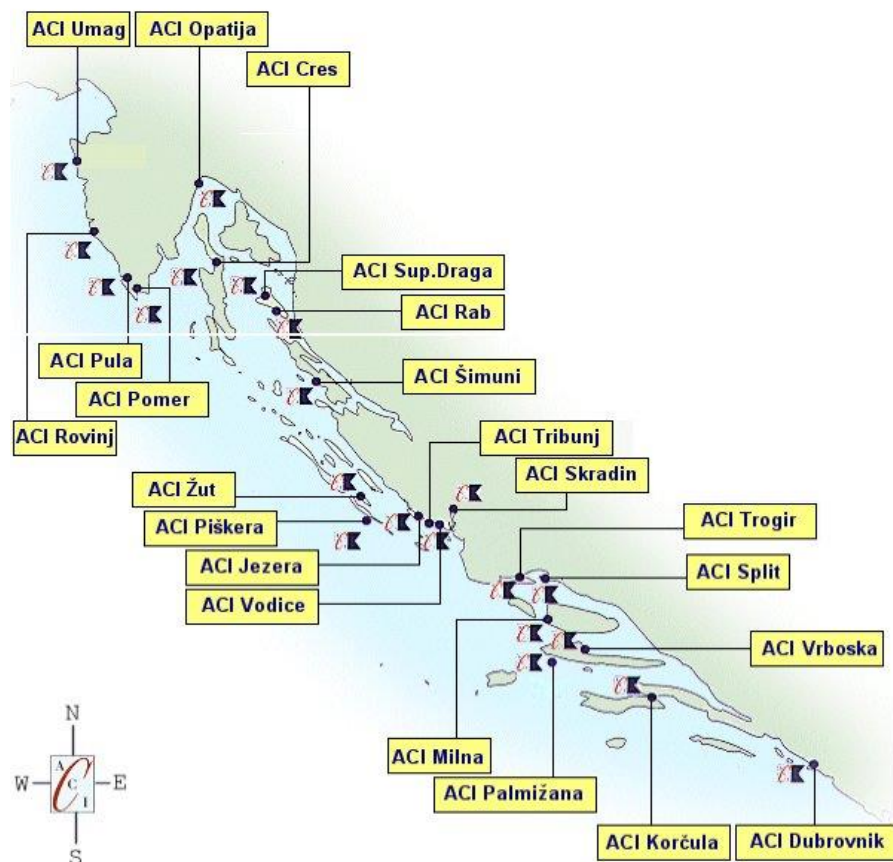 ACI Umag
ACI Opatija
ACI Cres
ACI Sup.Draga
ACI Rab
ACI Pula
ACI Šimuni
ACI Pomer
ACI Rovinj
ACI Tribunj
ACI Skradin
ACI Žut
ACI Piškera
ACI Trogir
ACI Jezera
ACI Split
ACI Vodice
ACI Vrboska
ACI Milna
ACI Palmižana
ACI Korčula
ACI Dubrovnik
N
W
A
C
I
E
S